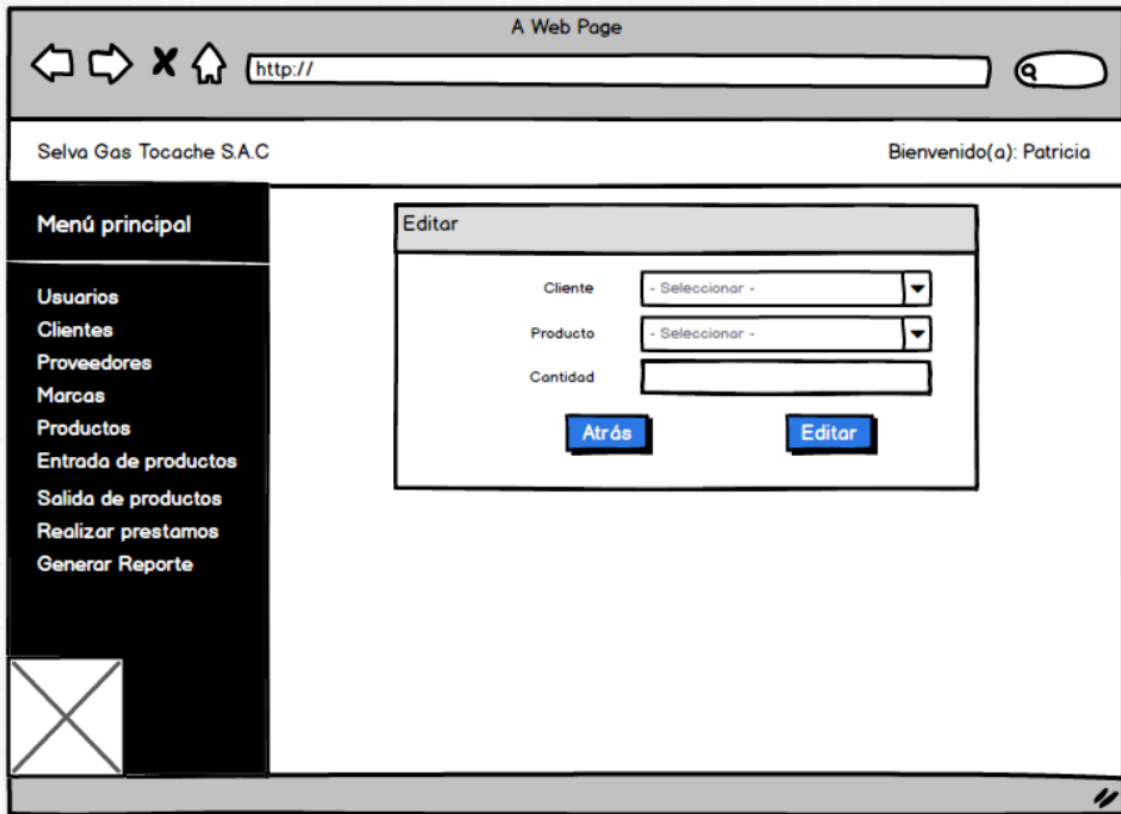 A Web Page
http://
Selva Gas Tocache S.A.C
Bienvenido(a): Patricia
Menú principal
Usuarios
Clientes
Proveedores
Marcas
Productos
Entrada de productos
Salida de productos
Realizar prestamos
Generar Reporte
Editar
Cliente
- Seleccionar -
Producto
- Seleccionar -
Cantidad
Atrás
Editar